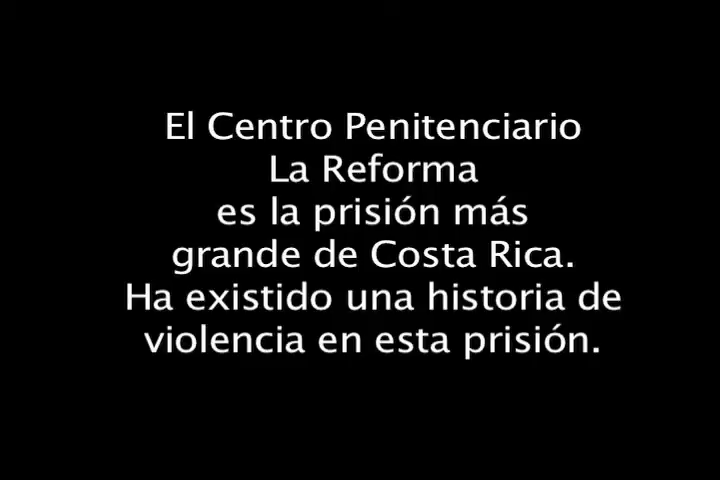 El Centro Penitenciario
La Reforma
es la prisión más
grande de Costa Rica.
Ha existido una historia de
violencia en esta prisión.